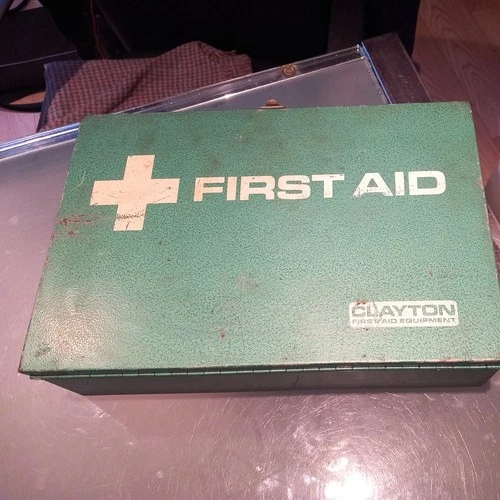 FIRST AID
CLAYTON
FIRST AID EQUIPMENT